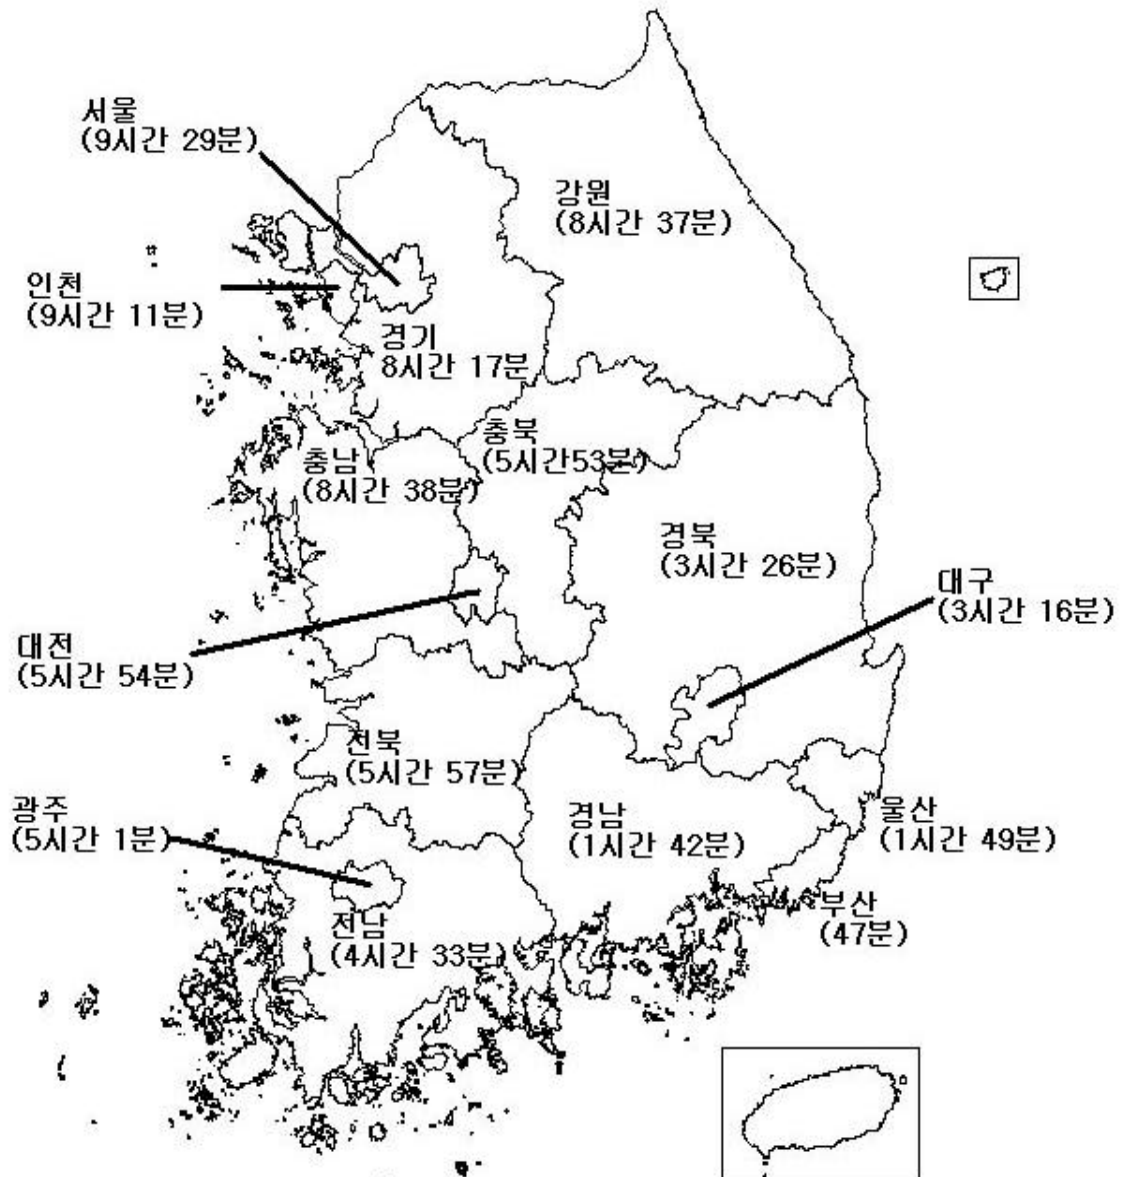 서울
(9시간 29분)
강원
(8시간 37분)
인천
(9시간 11분)
경기
8시간 17분
충북
(5시간53분)
충남
(8시간 38분)
경북
(3시간 26분)
대구
(3시간 16분)
대전
(5시간 54분)
전북
(5시간 57분)
광주
(5시간 1분)
경남
(1시간 42분)
울산
(1시간 49분)
부산
(47분)
전남
(4시간 33분)